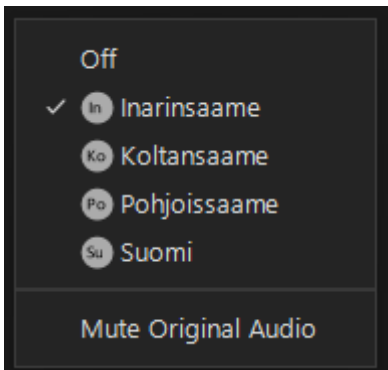 Off
✓ In Inarinsaame
Ko Koltansaame
Po Pohjoissaame
Su Suomi
Mute Original Audio